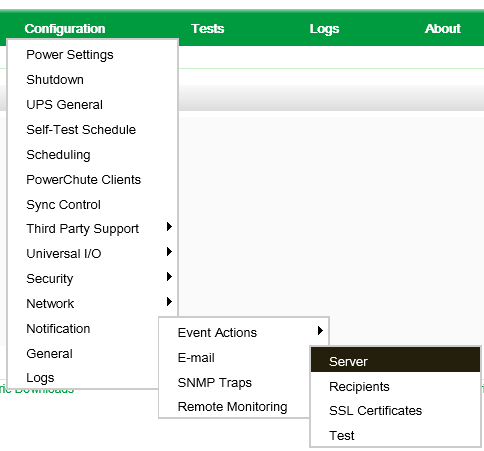 Configuration Tests Logs About
Power Settings
Shutdown
UPS General
Self-Test Schedule
Scheduling
PowerChute Clients
Sync Control
Third Party Support
Universal I/O
Security
Network
Notification
General
Logs
Event Actions
E-mail
SNMP Traps
Remote Monitoring
Server
Recipients
SSL Certificates
Test
Downloads